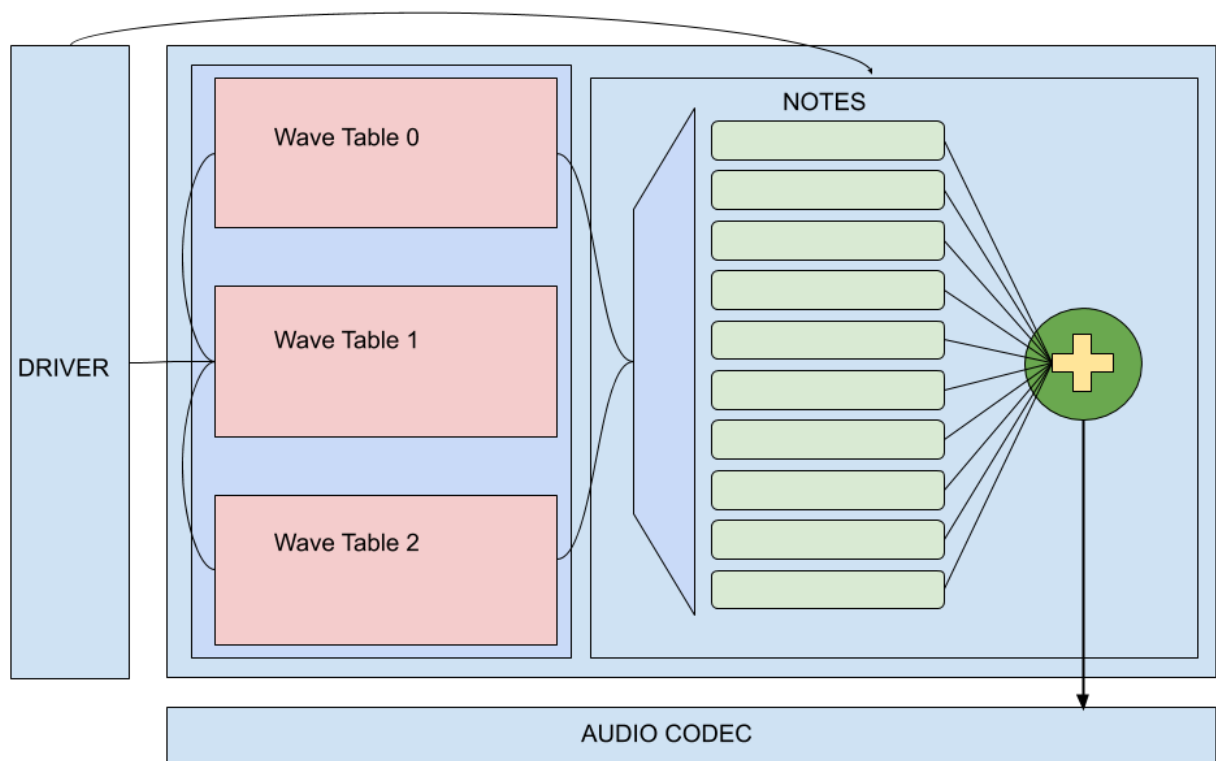 DRIVER
Wave Table 0
Wave Table 1
Wave Table 2
NOTES
AUDIO CODEC